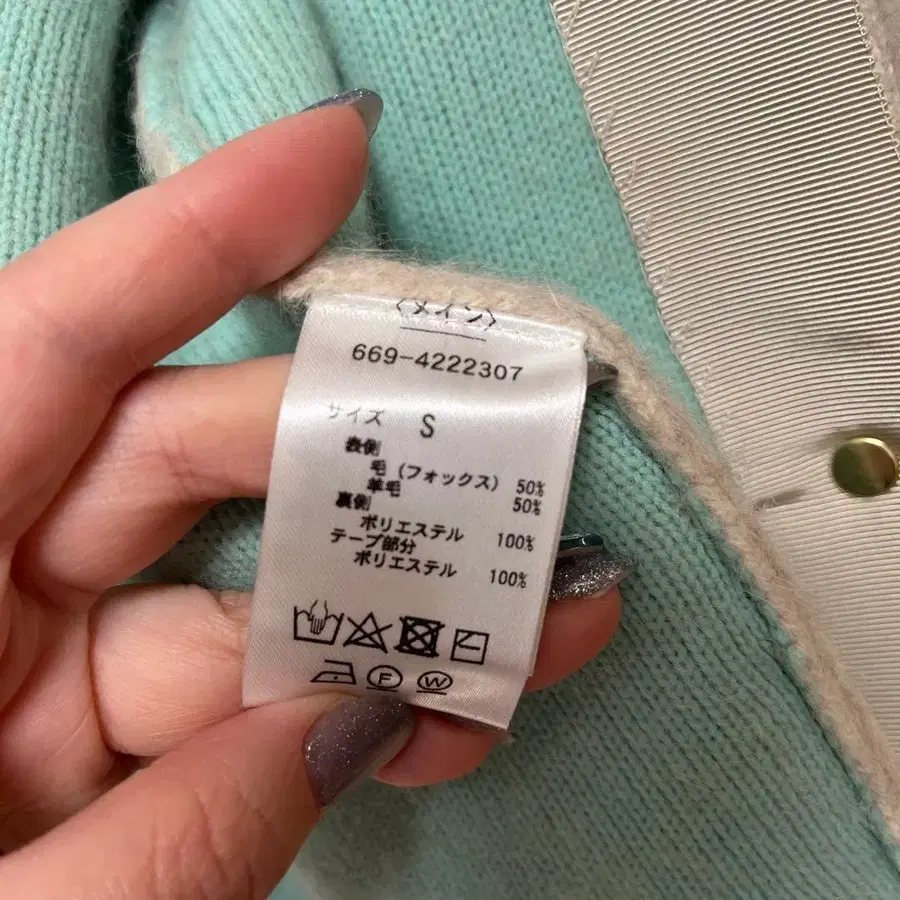 〈メイン〉
669-4222307
サイズ S
表側
毛 (フォックス) 50%
羊毛 50%
裏側
ポリエステル 100%
テープ部分
ポリエステル 100%
F W